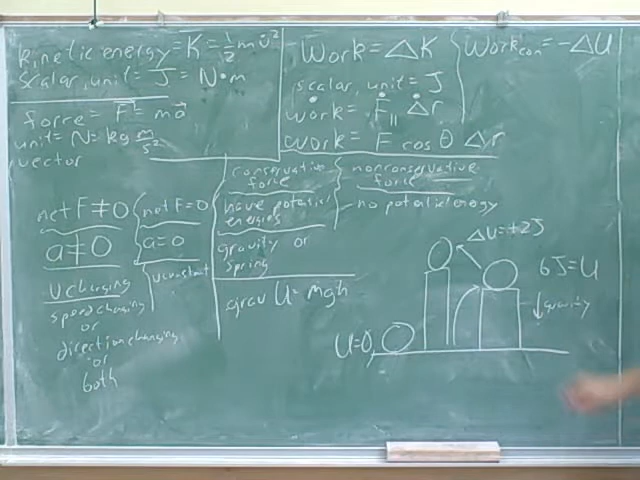 kinetic energy = K = 1/2 mv²
scalar, unit = J = N•m
force = F = ma
unit = N = kg m/s²
vector
Work = ΔK
scalar, unit = J
work = F∥ Δr
work = F cos θ Δr
Work con = -ΔU
conservative force
have potential energies
gravity or spring
grav U = mgh
nonconservative force
no potential energy
net F ≠ 0
a ≠ 0
v changing
speed changing
or
direction changing
or
both
net F = 0
a = 0
v constant
ΔU = +2J
6J = U
↓ gravity
U = 0